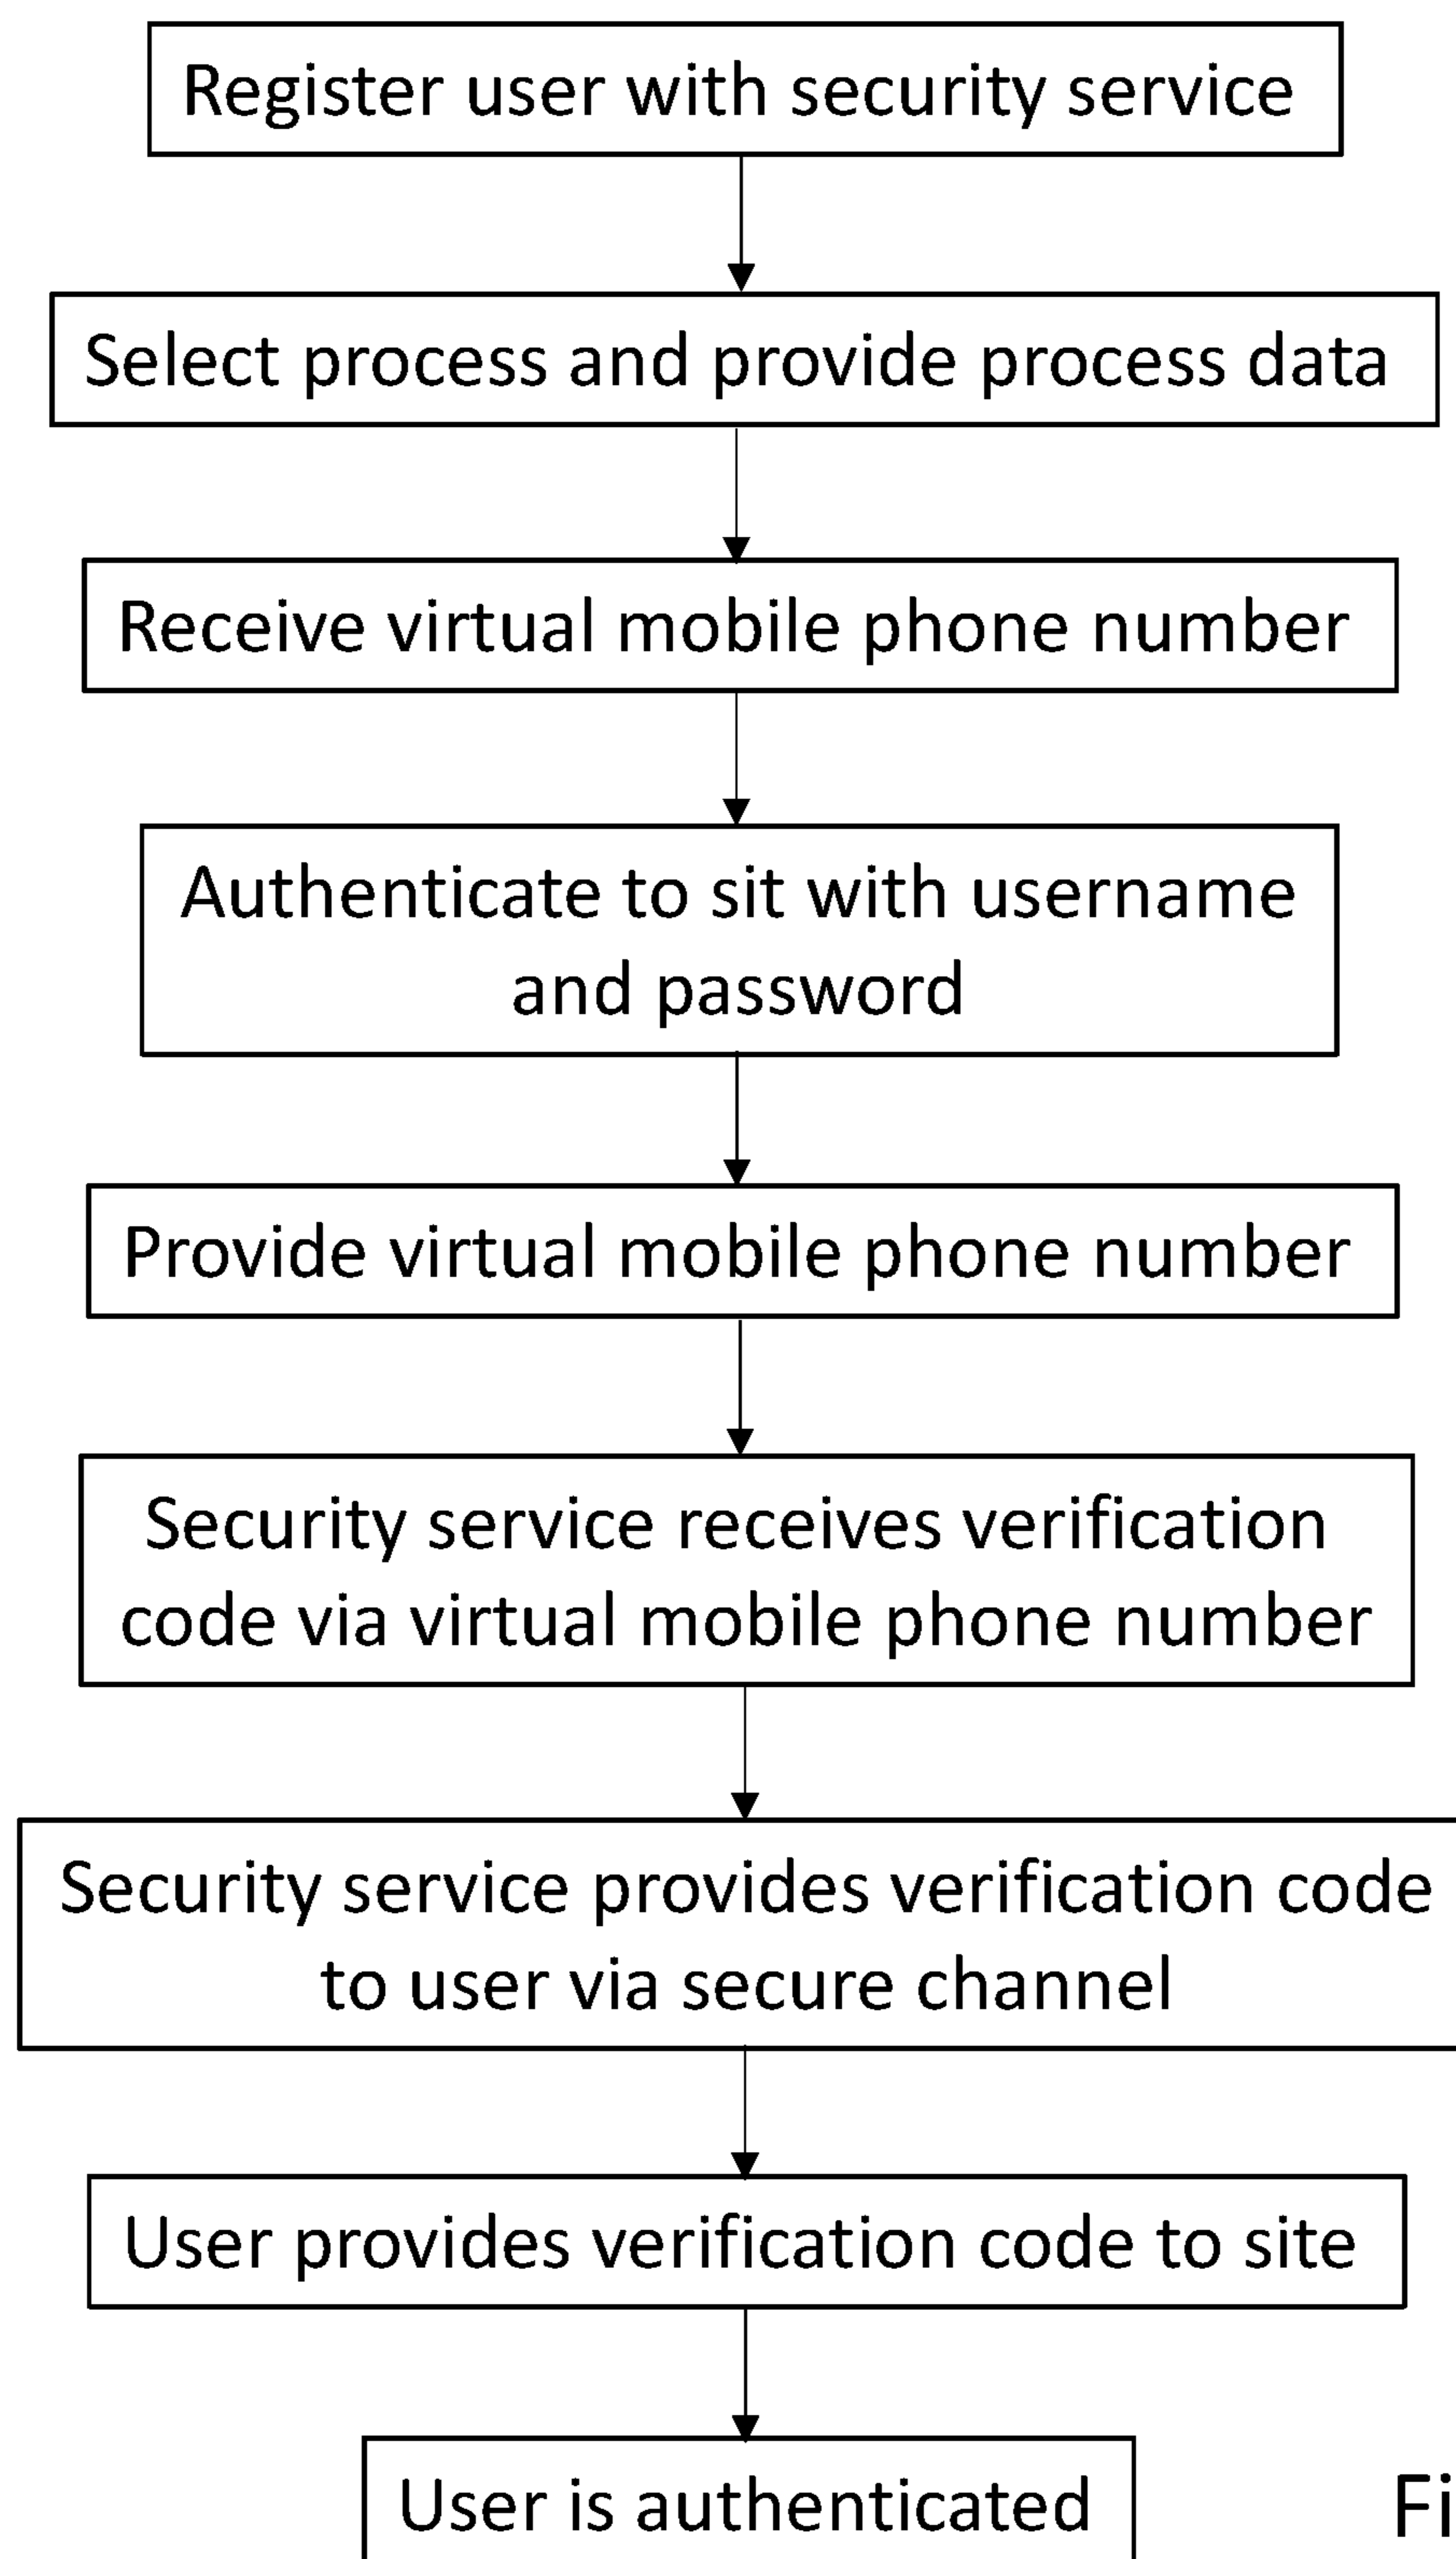 Register user with security service
Select process and provide process data
Receive virtual mobile phone number
Authenticate to sit with username
and password
Provide virtual mobile phone number
Security service receives verification
code via virtual mobile phone number
Security service provides verification code
to user via secure channel
User provides verification code to site
User is authenticated
Fi